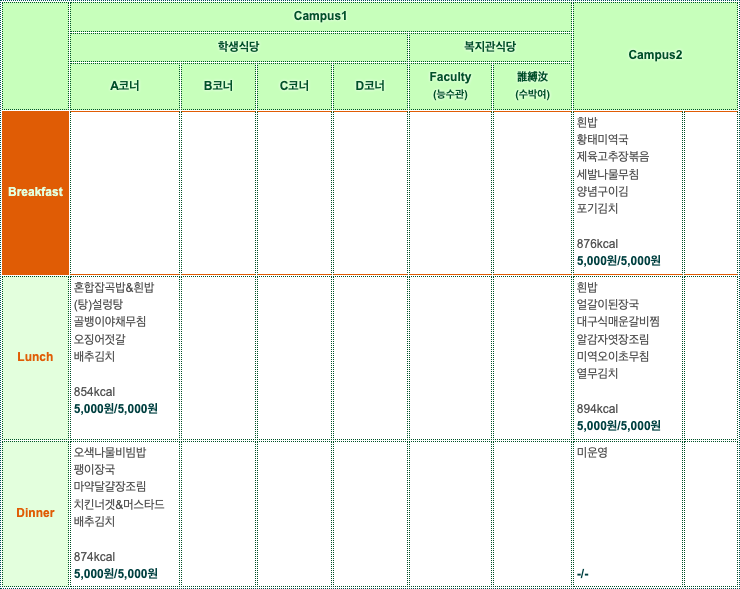 Campus1
Campus2
학생식당
복지관식당
A코너
B코너
C코너
D코너
Faculty
(능수관)
誰縛汝
(수박여)
Breakfast
흰밥
황태미역국
제육고추장볶음
세발나물무침
양념구이김
포기김치
876kcal
5,000원/5,000원
Lunch
혼합잡곡밥&흰밥
(탕)설렁탕
골뱅이야채무침
오징어젓갈
배추김치
854kcal
5,000원/5,000원
흰밥
얼갈이된장국
대구식매운갈비찜
알감자엿장조림
미역오이초무침
열무김치
894kcal
5,000원/5,000원
Dinner
오색나물비빔밥
팽이장국
마약달걀장조림
치킨너겟&머스타드
배추김치
874kcal
5,000원/5,000원
미운영
-/-